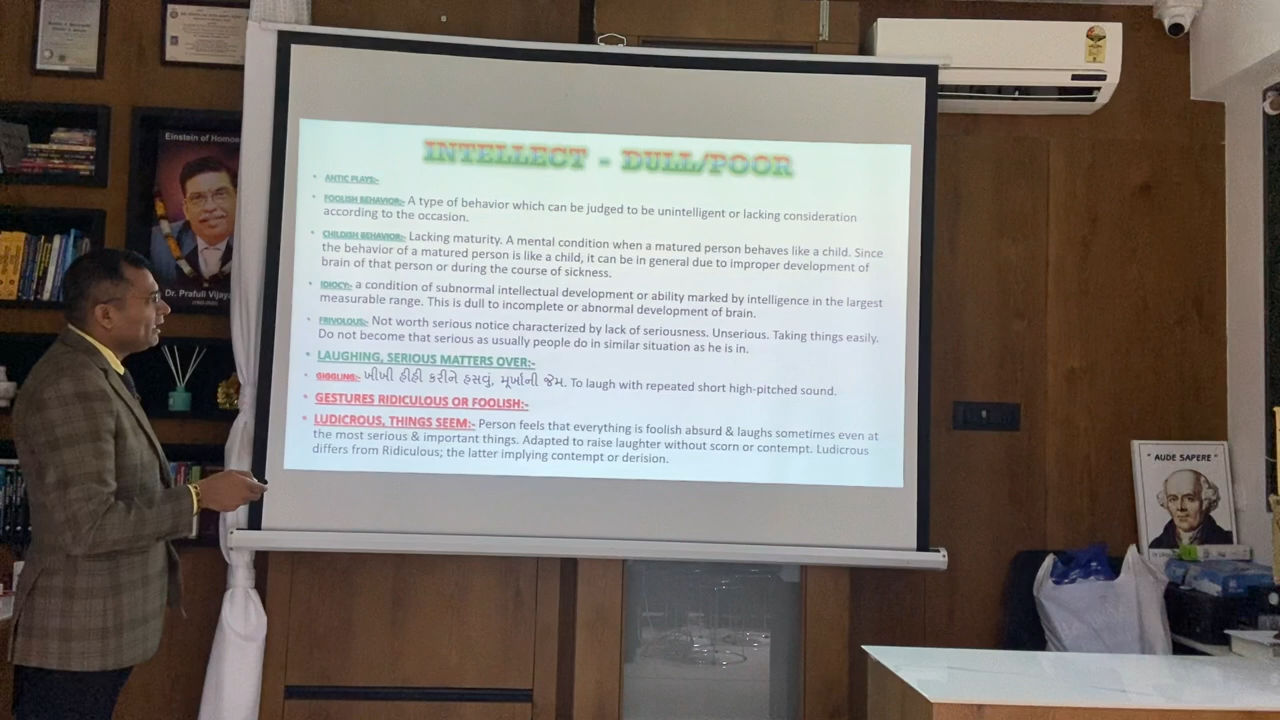 Einstein of Homoe
Dr. Prafull Vijaya
INTELLECT - DULL/POOR
• ANTIC PLAYS:-
• FOOLISH BEHAVIOR:- A type of behavior which can be judged to be unintelligent or lacking consideration
according to the occasion.
• CHILDISH BEHAVIOR:- Lacking maturity. A mental condition when a matured person behaves like a child. Since
the behavior of a matured person is like a child, it can be in general due to improper development of
brain of that person or during the course of sickness.
• IDIOCY:- a condition of subnormal intellectual development or ability marked by intelligence in the largest
measurable range. This is dull to incomplete or abnormal development of brain.
• FRIVOLOUS:- Not worth serious notice characterized by lack of seriousness. Unserious. Taking things easily.
Do not become that serious as usually people do in similar situation as he is in.
• LAUGHING, SERIOUS MATTERS OVER:-
• GIGGLING:- ખીખી હીહી કરીને હસવું, મૂર્ખાની જેમ. To laugh with repeated short high-pitched sound.
• GESTURES RIDICULOUS OR FOOLISH:-
• LUDICROUS, THINGS SEEM:- Person feels that everything is foolish absurd & laughs sometimes even at
the most serious & important things. Adapted to raise laughter without scorn or contempt. Ludicrous
differs from Ridiculous; the latter implying contempt or derision.
" AUDE SAPERE "